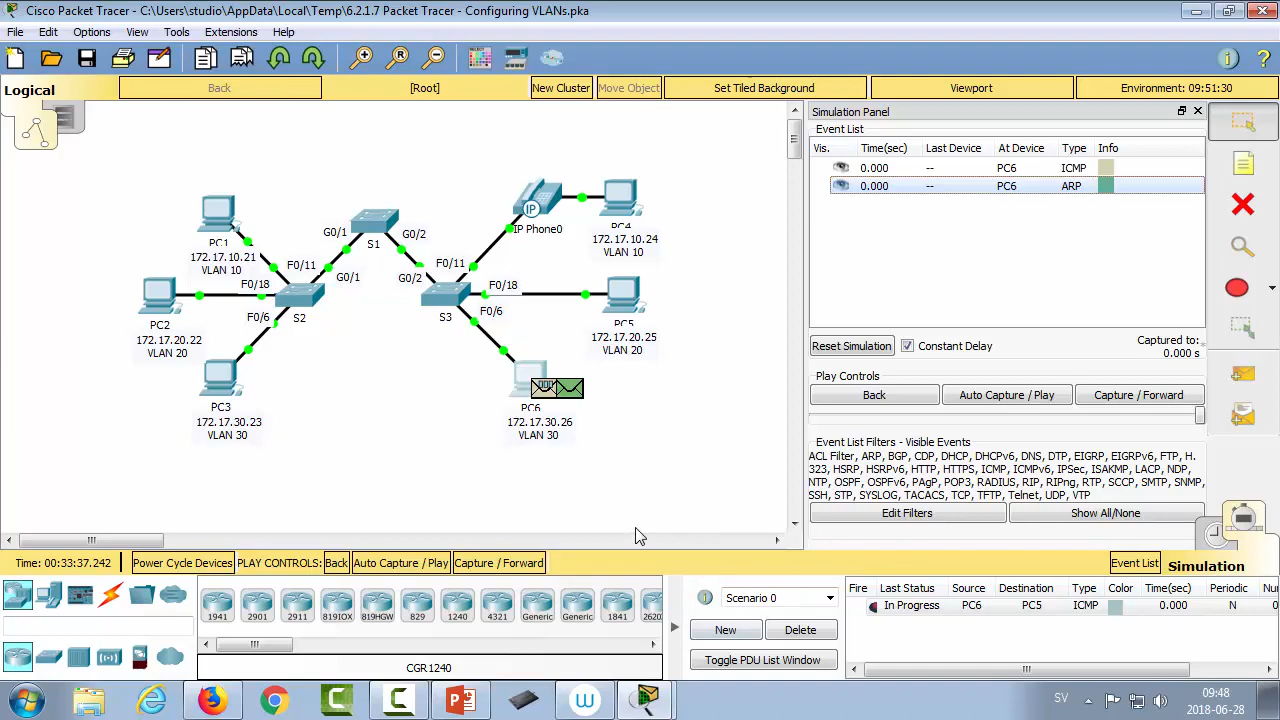 Cisco Packet Tracer - C:\Users\studio\AppData\Local\Temp\6.2.1.7 Packet Tracer - Configuring VLANs.pka
File Edit Options View Tools Extensions Help
Logical Back [Root] New Cluster Move Object Set Tiled Background Viewport Environment: 09:51:30
Simulation Panel
Event List
Vis. Time(sec) Last Device At Device Type Info
0.000 -- PC6 ICMP
0.000 -- PC6 ARP
Reset Simulation Constant Delay Captured to:
0.000 s
Play Controls
Back Auto Capture / Play Capture / Forward
Event List Filters - Visible Events
ACL Filter, ARP, BGP, CDP, DHCP, DHCPv6, DNS, DTP, EIGRP, EIGRPv6, FTP, H.
323, HSRP, HSRPv6, HTTP, HTTPS, ICMP, ICMPv6, IPSec, ISAKMP, LACP, NDP,
NTP, OSPF, OSPFv6, PAgP, POP3, RADIUS, RIP, RIPng, RTP, SCCP, SMTP, SNMP,
SSH, STP, SYSLOG, TACACS, TCP, TFTP, Telnet, UDP, VTP
Edit Filters Show All/None
PC1
172.17.10.21
VLAN 10
PC2
172.17.20.22
VLAN 20
PC3
172.17.30.23
VLAN 30
F0/11
F0/18
F0/6
S2
G0/1
G0/1
S1
G0/2
G0/2
S3
F0/11
F0/18
F0/6
IP
IP Phone0
PC4
172.17.10.24
VLAN 10
PC5
172.17.20.25
VLAN 20
PC6
172.17.30.26
VLAN 30
Time: 00:33:37.242 Power Cycle Devices PLAY CONTROLS: Back Auto Capture / Play Capture / Forward Event List Simulation
1941 2901 2911 819IOX 819HGW 829 1240 4321 Generic Generic 1841 2620
CGR1240
Scenario 0
New Delete
Toggle PDU List Window
Fire Last Status Source Destination Type Color Time(sec) Periodic Nu
In Progress PC6 PC5 ICMP 0.000 N 0
SV
09:48
2018-06-28